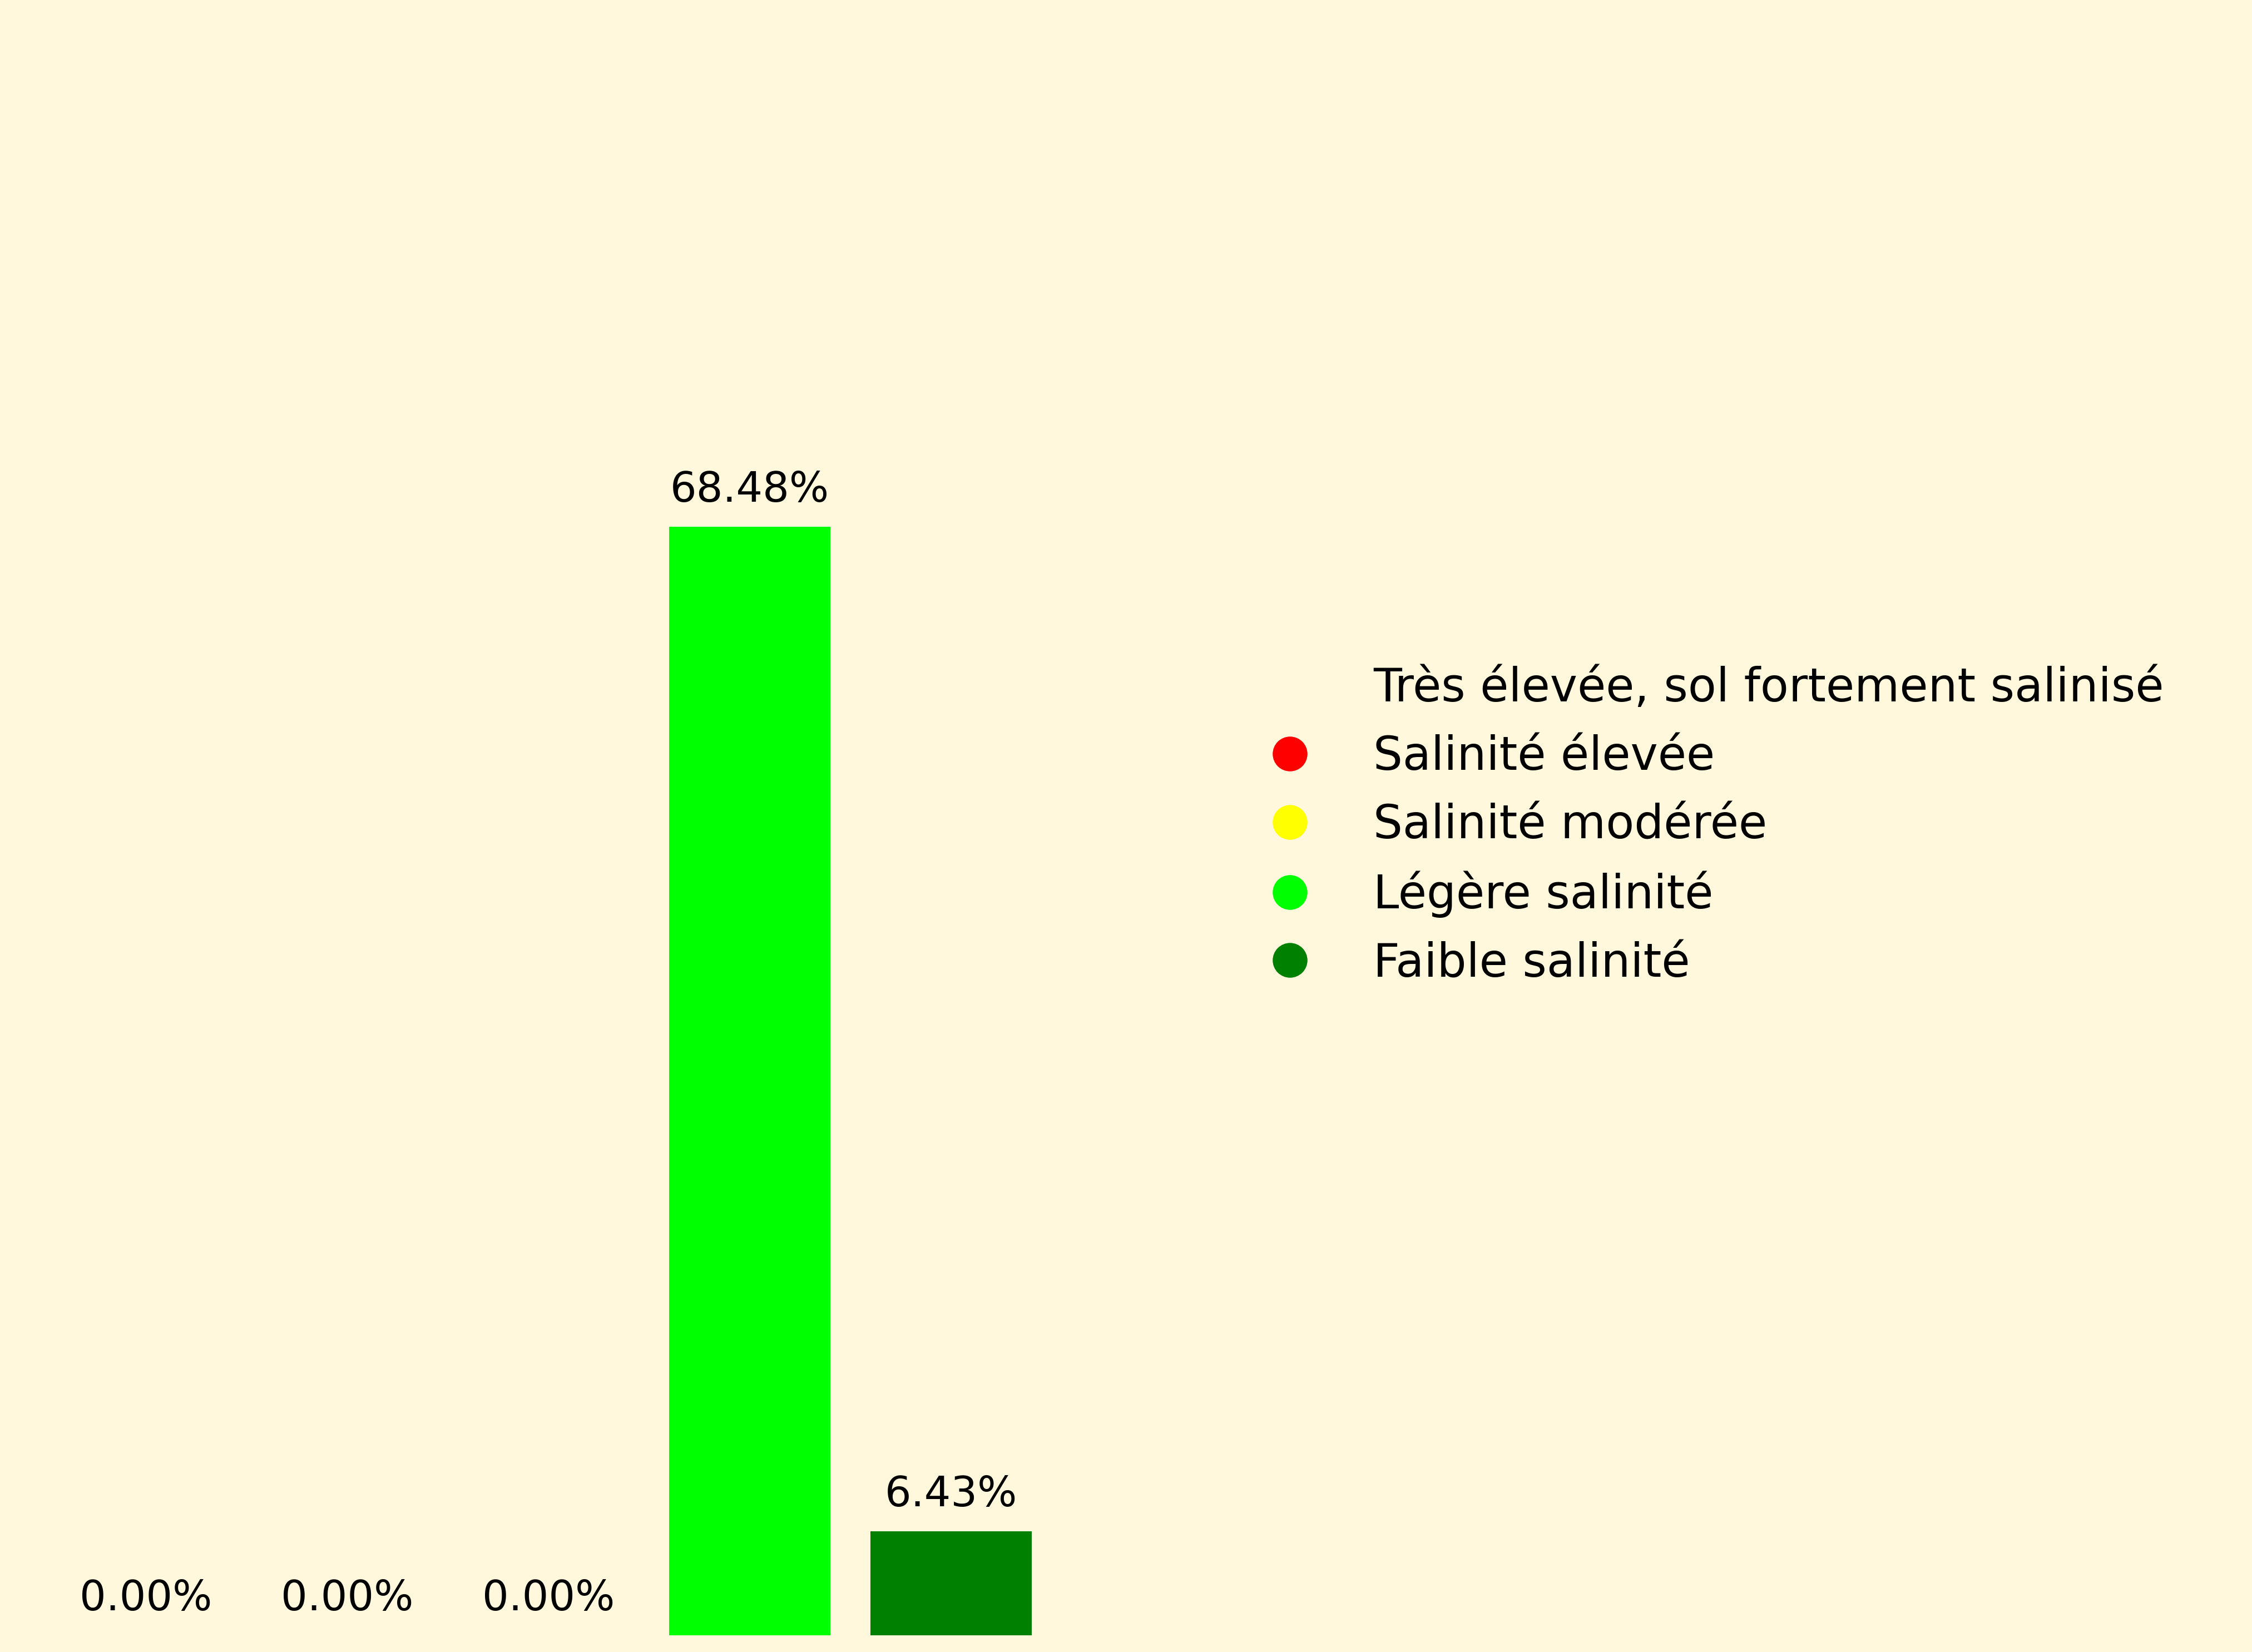 68.48%
Très élevée, sol fortement salinisé
Salinité élevée
Salinité modérée
Légère salinité
Faible salinité
6.43%
0.00%
0.00%
0.00%